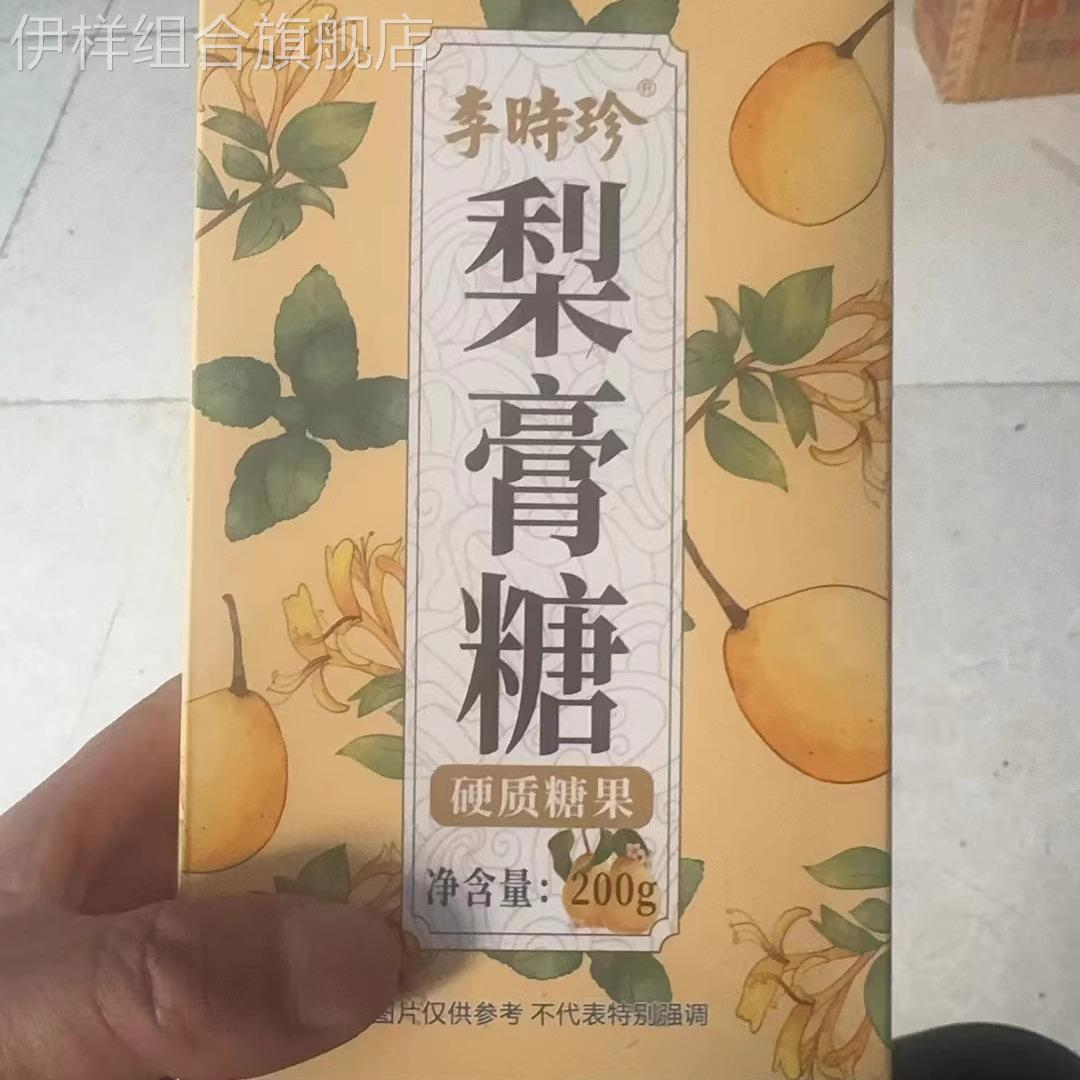 伊样组合旗舰店
李時珍®
梨膏糖
硬质糖果
净含量：200g
图片仅供参考 不代表特别强调